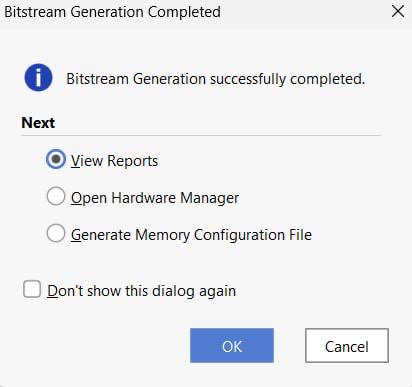 Bitstream Generation Completed
Bitstream Generation successfully completed.
Next
View Reports
Open Hardware Manager
Generate Memory Configuration File
Don't show this dialog again
OK
Cancel